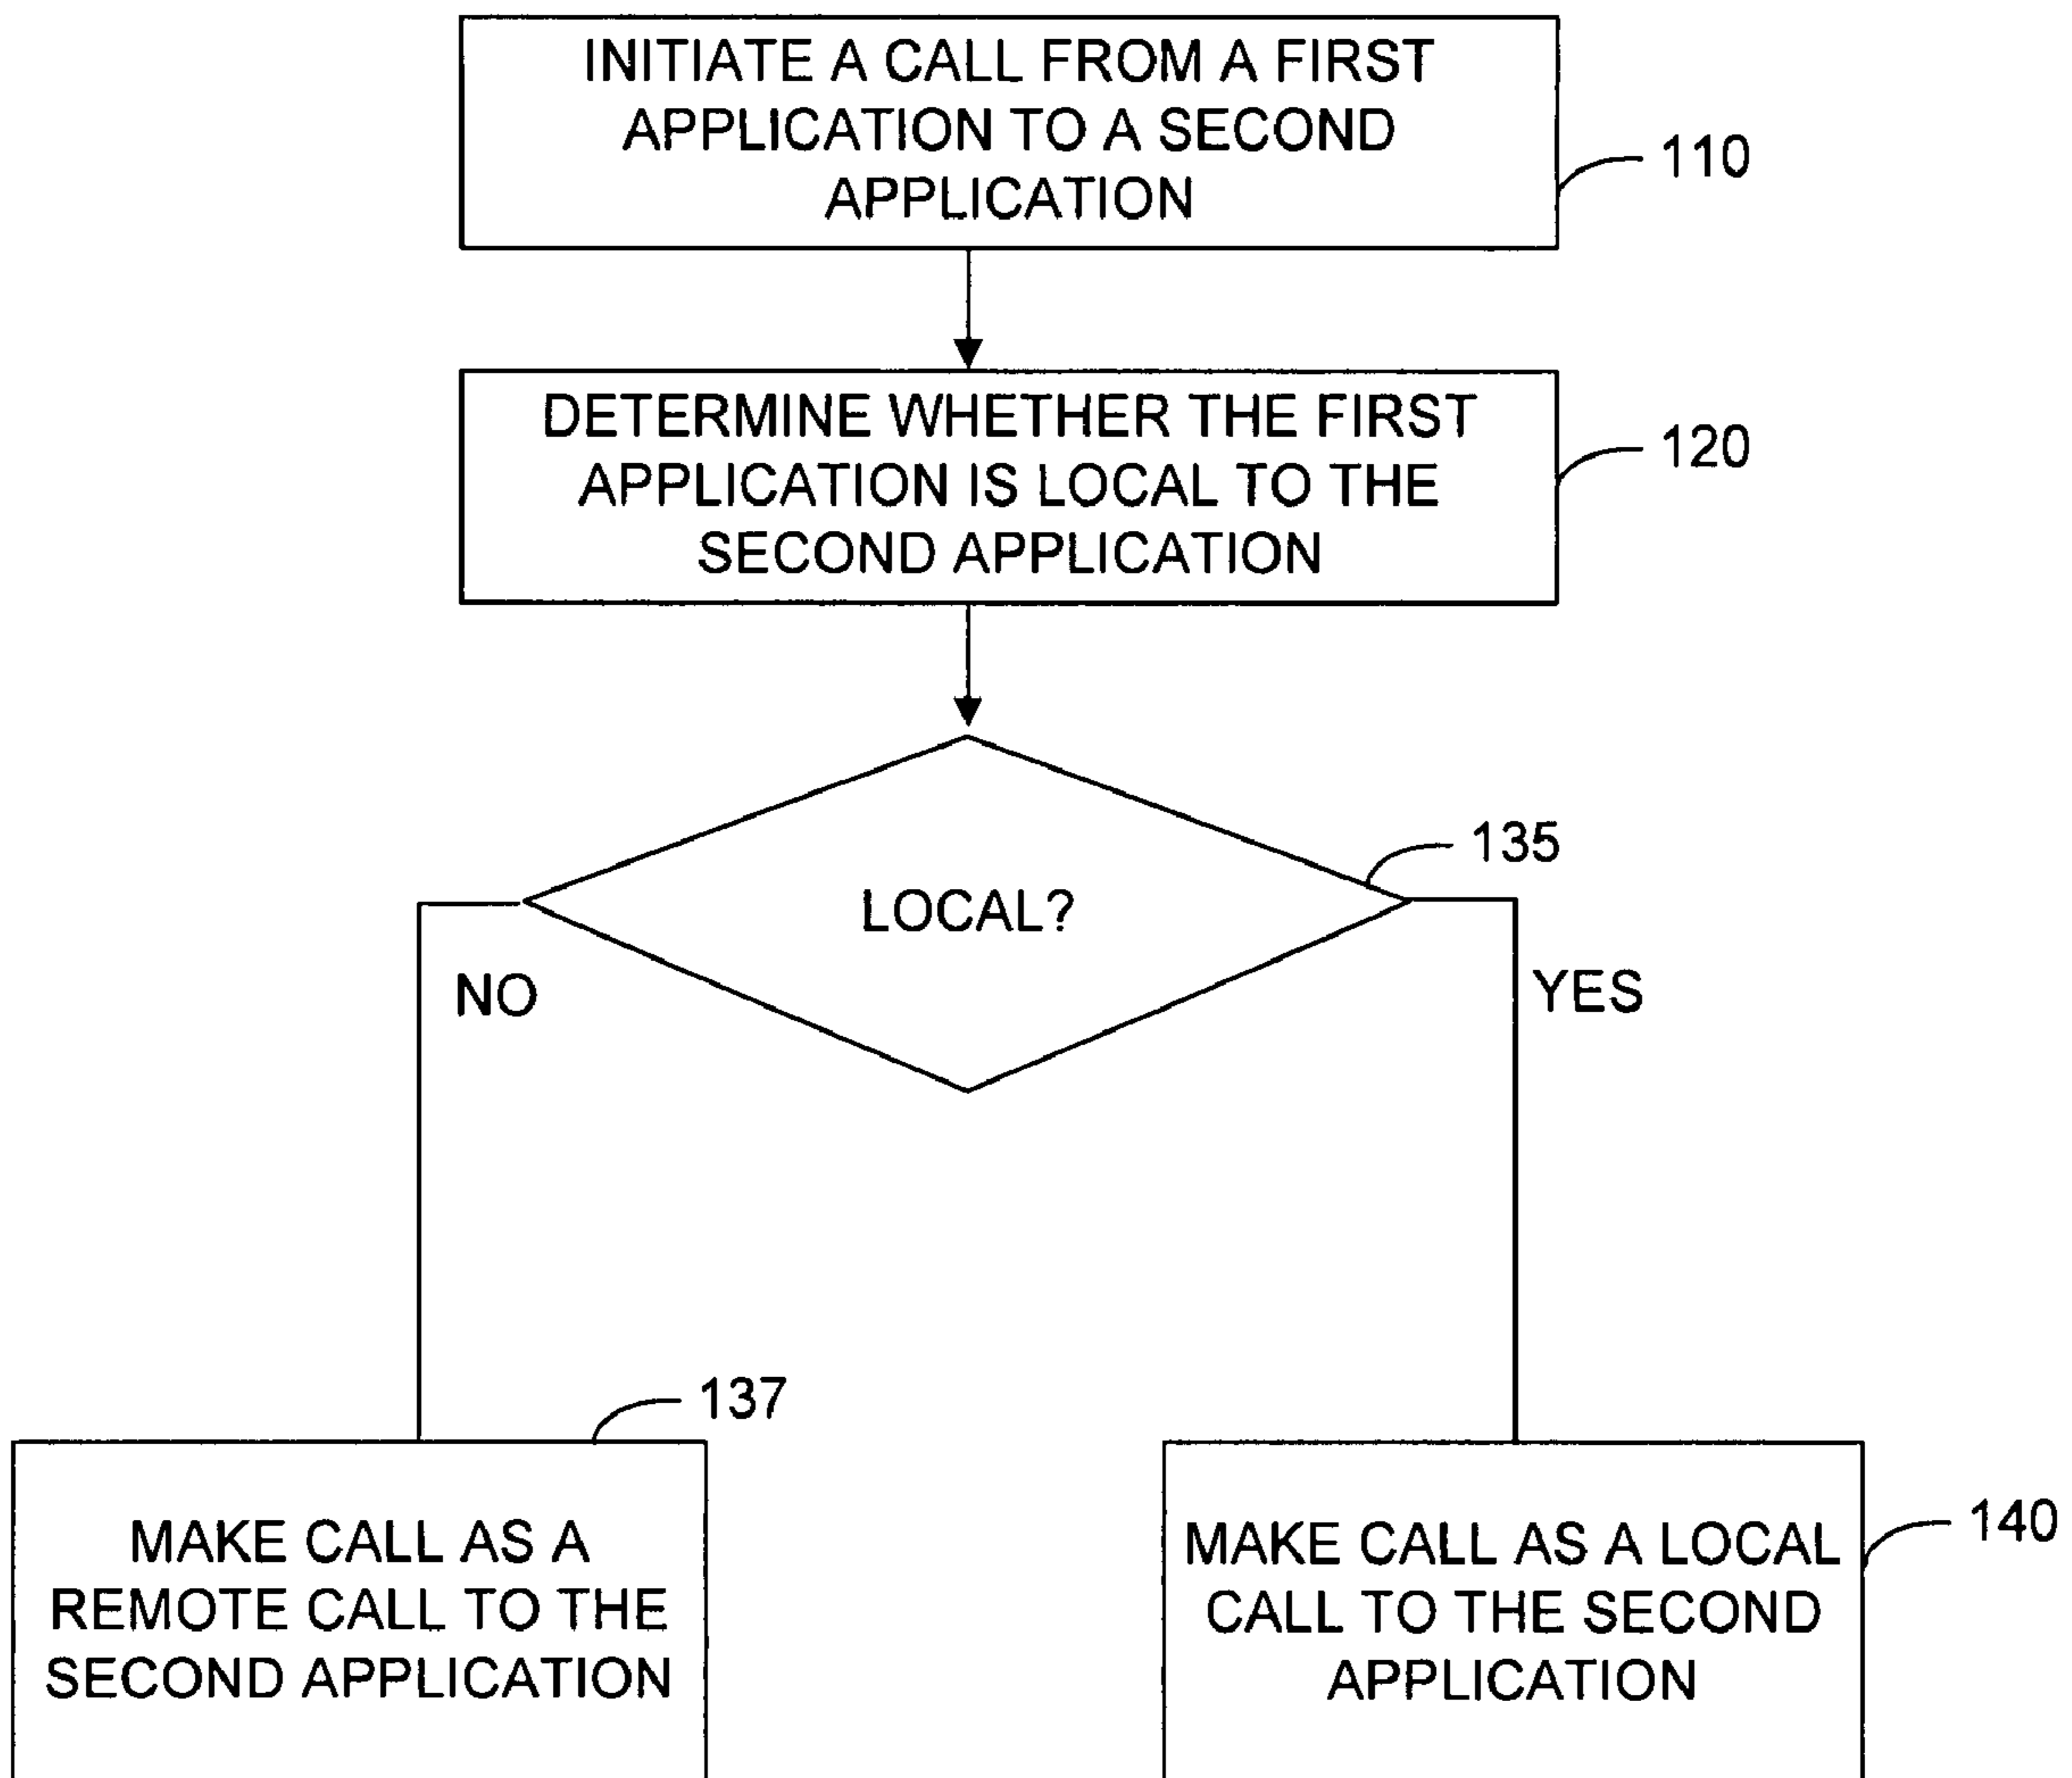 INITIATE A CALL FROM A FIRST
APPLICATION TO A SECOND
APPLICATION
110
DETERMINE WHETHER THE FIRST
APPLICATION IS LOCAL TO THE
SECOND APPLICATION
120
135
LOCAL?
NO
YES
137
MAKE CALL AS A
REMOTE CALL TO THE
SECOND APPLICATION
140
MAKE CALL AS A LOCAL
CALL TO THE SECOND
APPLICATION